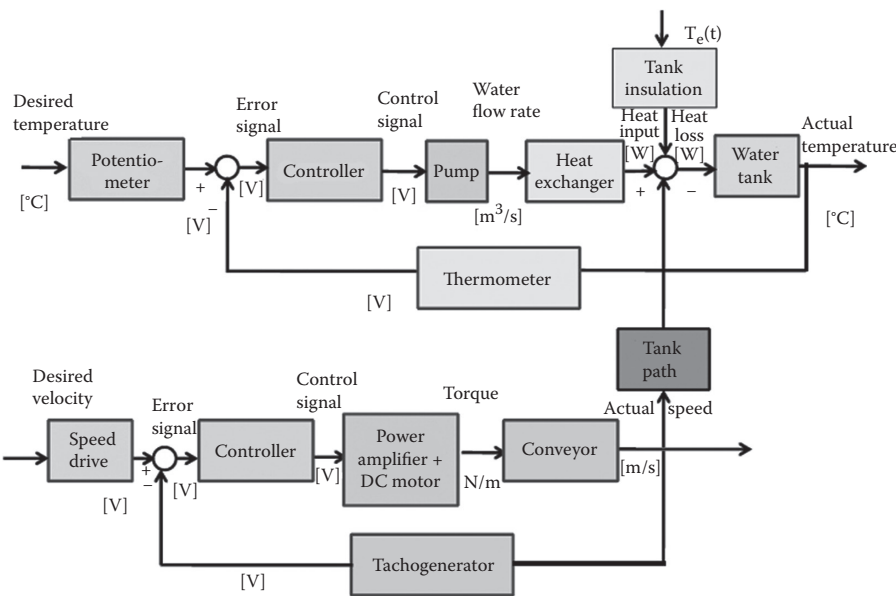 T_e(t)
Tank
insulation
Desired
temperature
Error
signal
Control
signal
Water
flow rate
Heat
input
[W]
Heat
loss
[W]
Actual
temperature
Potentio-
meter
Controller
Pump
Heat
exchanger
Water
tank
[°C]
+
−
[V]
[V]
[V]
[m³/s]
+
−
[°C]
Thermometer
[V]
Tank
path
Desired
velocity
Error
signal
Control
signal
Torque
Actual speed
Speed
drive
Controller
Power
amplifier +
DC motor
Conveyor
+
−
[V]
[V]
[V]
N/m
[m/s]
Tachogenerator
[V]